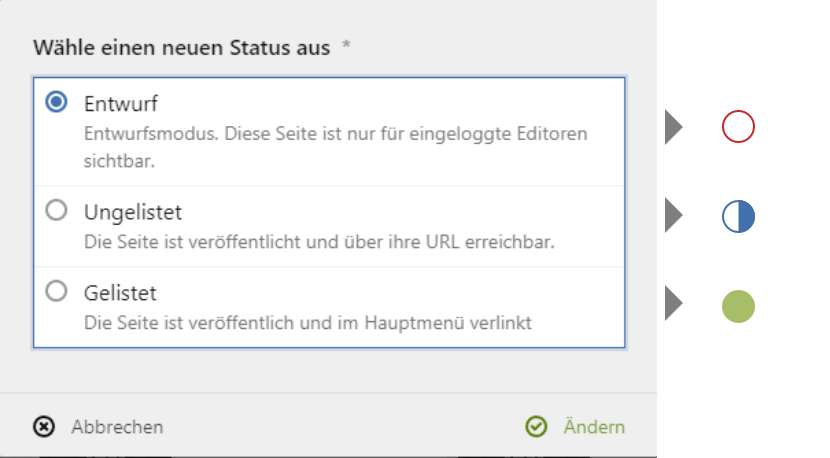 Wähle einen neuen Status aus *
Entwurf
Entwurfsmodus. Diese Seite ist nur für eingeloggte Editoren
sichtbar.
Ungelistet
Die Seite ist veröffentlicht und über ihre URL erreichbar.
Gelistet
Die Seite ist veröffentlich und im Hauptmenü verlinkt
Abbrechen
Ändern